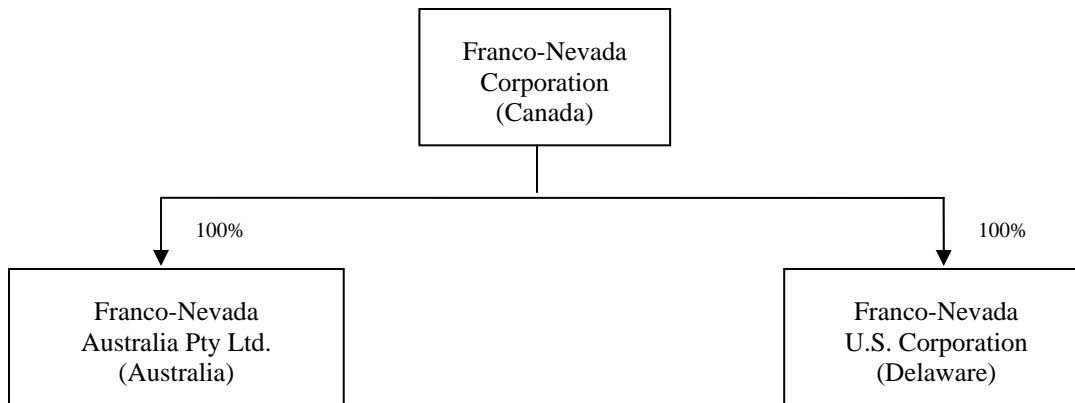 Franco-Nevada
Corporation
(Canada)
100%
100%
Franco-Nevada
Australia Pty Ltd.
(Australia)
Franco-Nevada
U.S. Corporation
(Delaware)